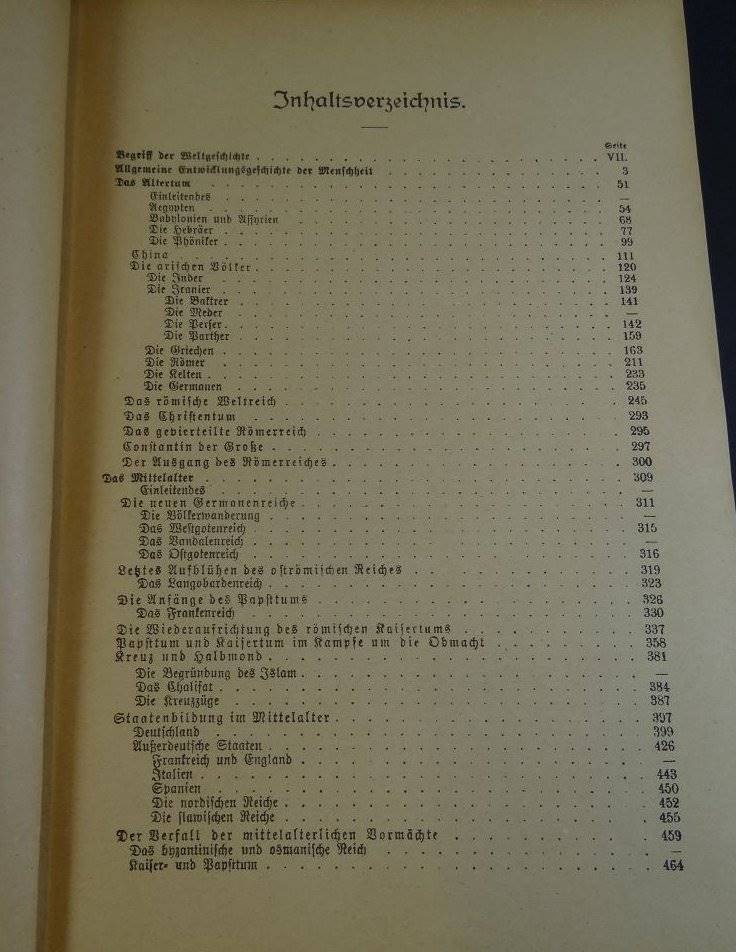 Inhaltsverzeichnis.
Seite
Begriff der Weltgeschichte . . . . . . . . . . VII.
Allgemeine Entwicklungsgeschichte der Menschheit . . . . . . . . . . 3
Das Altertum . . . . . . . . . . 51
Einleitendes . . . . . . . . . . —
Aegypten . . . . . . . . . . 54
Babylonien und Assyrien . . . . . . . . . . 68
Die Hebräer . . . . . . . . . . 77
Die Phöniker . . . . . . . . . . 99
China . . . . . . . . . . 111
Die arischen Völker . . . . . . . . . . 120
Die Inder . . . . . . . . . . 124
Die Iranier . . . . . . . . . . 139
Die Baktrer . . . . . . . . . . 141
Die Meder . . . . . . . . . . —
Die Perser . . . . . . . . . . 142
Die Parther . . . . . . . . . . 159
Die Griechen . . . . . . . . . . 163
Die Römer . . . . . . . . . . 211
Die Kelten . . . . . . . . . . 233
Die Germanen . . . . . . . . . . 235
Das römische Weltreich . . . . . . . . . . 245
Das Christentum . . . . . . . . . . 293
Das gevierteilte Römerreich . . . . . . . . . . 295
Constantin der Große . . . . . . . . . . 297
Der Ausgang des Römerreiches . . . . . . . . . . 300
Das Mittelalter . . . . . . . . . . 309
Einleitendes . . . . . . . . . . —
Die neuen Germanenreiche . . . . . . . . . . 311
Die Völkerwanderung . . . . . . . . . . —
Das Westgotenreich . . . . . . . . . . 315
Das Vandalenreich . . . . . . . . . . —
Das Ostgotenreich . . . . . . . . . . 316
Letztes Aufblühen des oströmischen Reiches . . . . . . . . . . 319
Das Langobardenreich . . . . . . . . . . 323
Die Anfänge des Papsttums . . . . . . . . . . 326
Das Frankenreich . . . . . . . . . . 330
Die Wiederaufrichtung des römischen Kaisertums . . . . . . . . . . 337
Papsttum und Kaisertum im Kampfe um die Obmacht . . . . . . . . . . 358
Kreuz und Halbmond . . . . . . . . . . 381
Die Begründung des Islam . . . . . . . . . . —
Das Chalifat . . . . . . . . . . 384
Die Kreuzzüge . . . . . . . . . . 387
Staatenbildung im Mittelalter . . . . . . . . . . 397
Deutschland . . . . . . . . . . 399
Außerdeutsche Staaten . . . . . . . . . . 426
Frankreich und England . . . . . . . . . . —
Italien . . . . . . . . . . 443
Spanien . . . . . . . . . . 450
Die nordischen Reiche . . . . . . . . . . 452
Die slawischen Reiche . . . . . . . . . . 455
Der Verfall der mittelalterlichen Vormächte . . . . . . . . . . 459
Das byzantinische und osmanische Reich . . . . . . . . . . —
Kaiser- und Papsttum . . . . . . . . . . 464